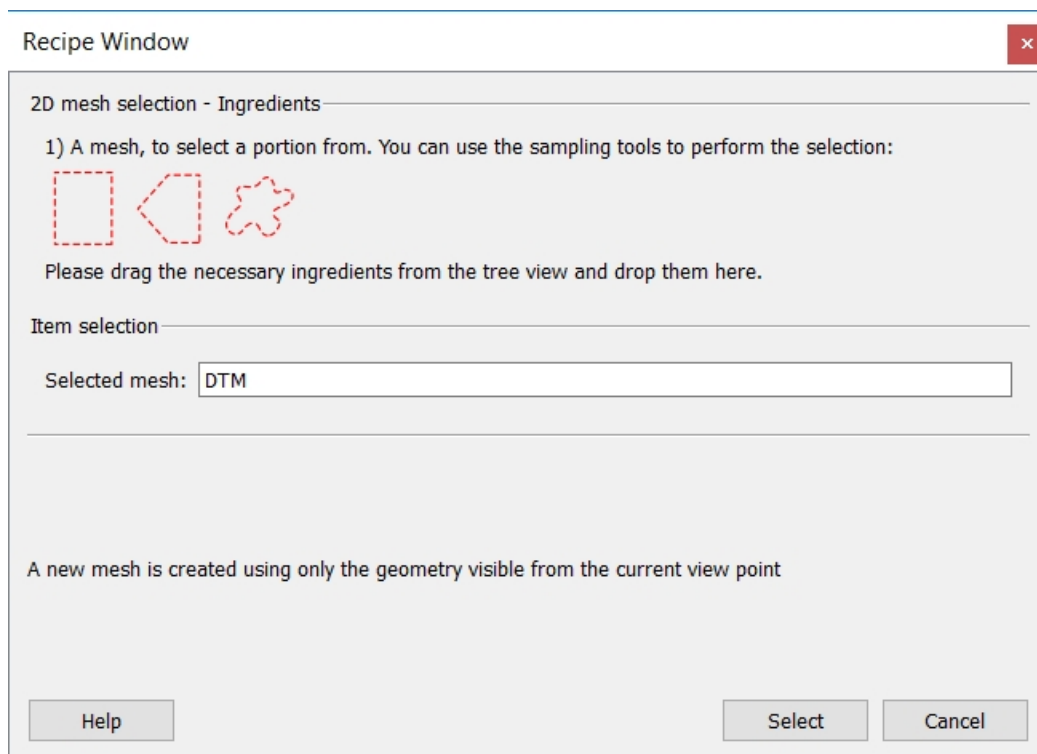 Recipe Window
2D mesh selection - Ingredients
1) A mesh, to select a portion from. You can use the sampling tools to perform the selection:
Please drag the necessary ingredients from the tree view and drop them here.
Item selection
Selected mesh: DTM
A new mesh is created using only the geometry visible from the current view point
Help Select Cancel